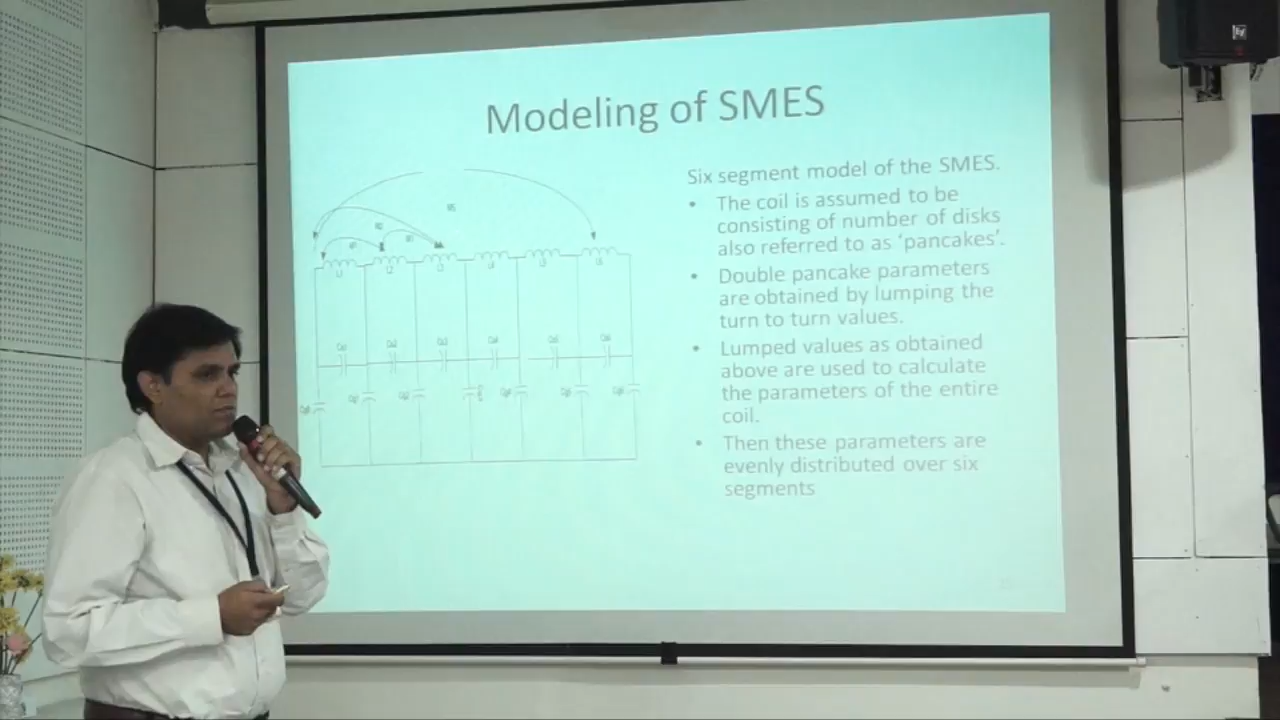 Modeling of SMES
Six segment model of the SMES.
• The coil is assumed to be
consisting of number of disks
also referred to as ‘pancakes’.
• Double pancake parameters
are obtained by lumping the
turn to turn values.
• Lumped values as obtained
above are used to calculate
the parameters of the entire
coil.
• Then these parameters are
evenly distributed over six
segments